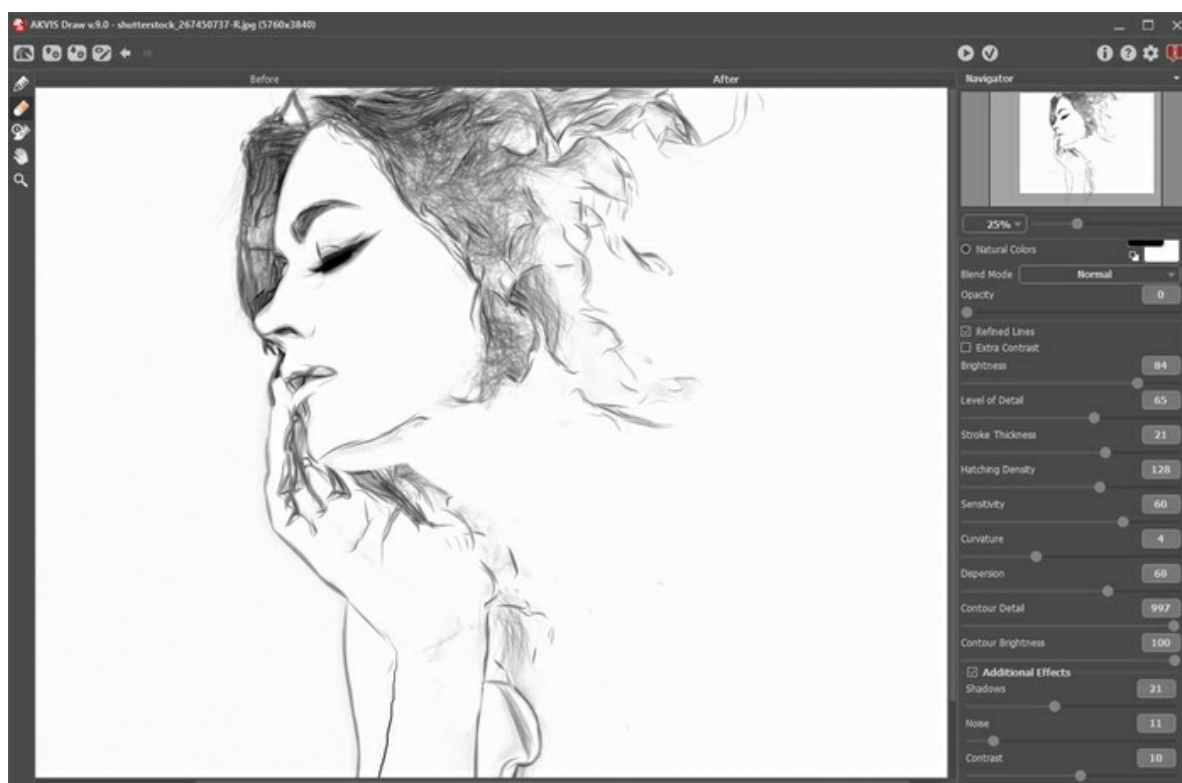 AKVIS Draw v.9.0 - shutterstock_267450737-R.jpg (5760x3840)
Before
After
Navigator
25%
Natural Colors
Blend Mode Normal
Opacity 0
Refined Lines
Extra Contrast
Brightness 84
Level of Detail 65
Stroke Thickness 21
Hatching Density 128
Sensitivity 60
Curvature 4
Dispersion 68
Contour Detail 997
Contour Brightness 100
Additional Effects
Shadows 21
Noise 11
Contrast 10